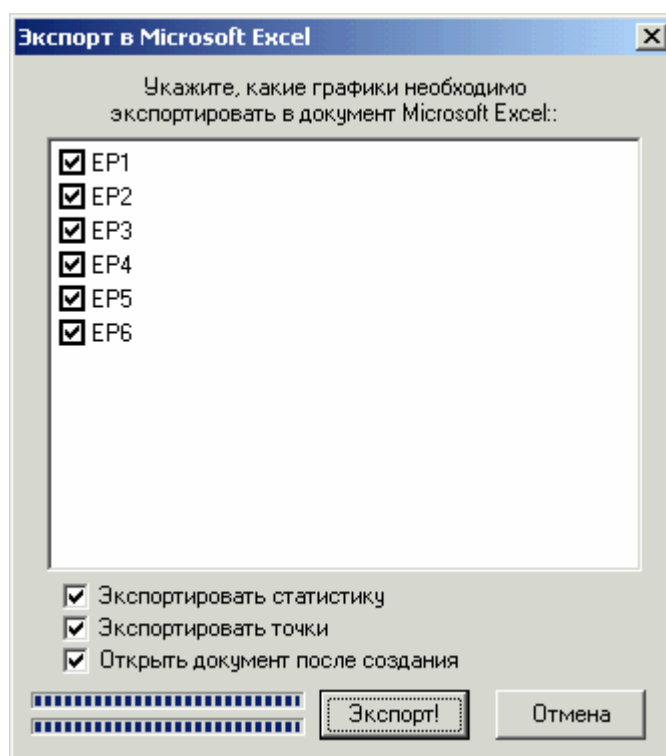 Экспорт в Microsoft Excel
Укажите, какие графики необходимо
экспортировать в документ Microsoft Excel::
EP1
EP2
EP3
EP4
EP5
EP6
Экспортировать статистику
Экспортировать точки
Открыть документ после создания
Экспорт! Отмена